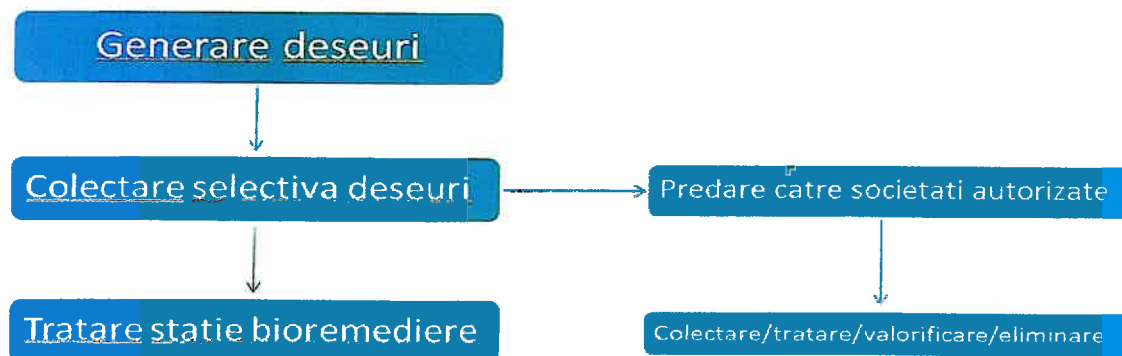 Generare deseuri
Colectare selectiva deseuri
Predare catre societati autorizate
Tratare statie bioremediere
Colectare/tratare/valorificare/eliminare